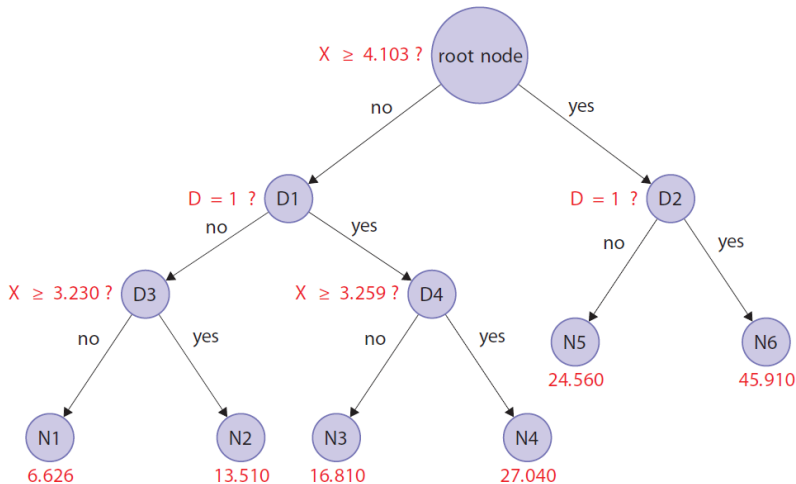 X ≥ 4.103 ?
root node
no
yes
D = 1 ?
D1
D = 1 ?
D2
no
yes
no
yes
X ≥ 3.230 ?
D3
X ≥ 3.259 ?
D4
no
yes
no
yes
N5
N6
24.560
45.910
N1
N2
N3
N4
6.626
13.510
16.810
27.040